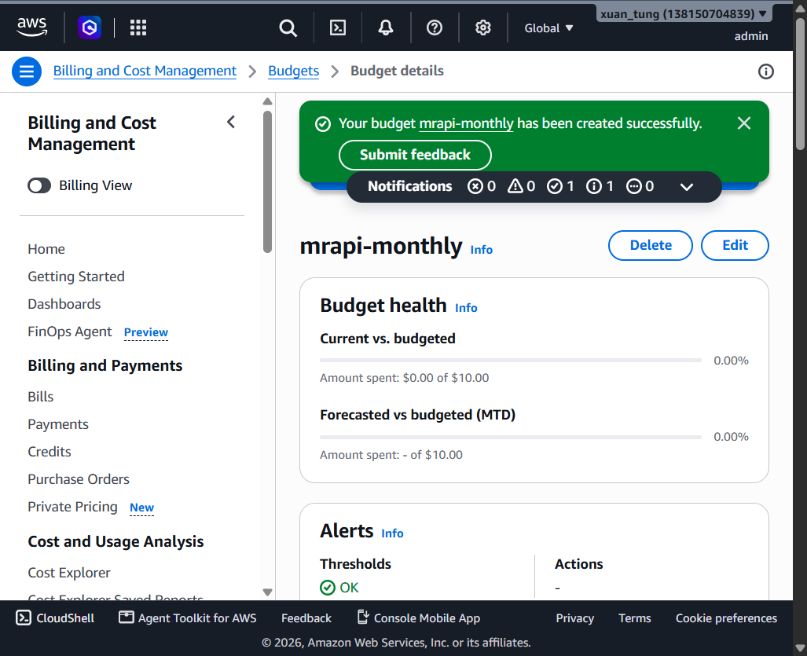 aws
Global ▼
xuan_tung (138150704839) ▼
admin
Billing and Cost Management > Budgets > Budget details
Billing and Cost
Management
Billing View
Home
Getting Started
Dashboards
FinOps Agent Preview
Billing and Payments
Bills
Payments
Credits
Purchase Orders
Private Pricing New
Cost and Usage Analysis
Cost Explorer
Cost Explorer Saved Reports
Your budget mrapi-monthly has been created successfully.
Submit feedback
Notifications 0 0 1 1 0
mrapi-monthly Info
Delete
Edit
Budget health Info
Current vs. budgeted
0.00%
Amount spent: $0.00 of $10.00
Forecasted vs budgeted (MTD)
0.00%
Amount spent: - of $10.00
Alerts Info
Thresholds
OK
Actions
-
CloudShell Agent Toolkit for AWS Feedback Console Mobile App Privacy Terms Cookie preferences
© 2026, Amazon Web Services, Inc. or its affiliates.